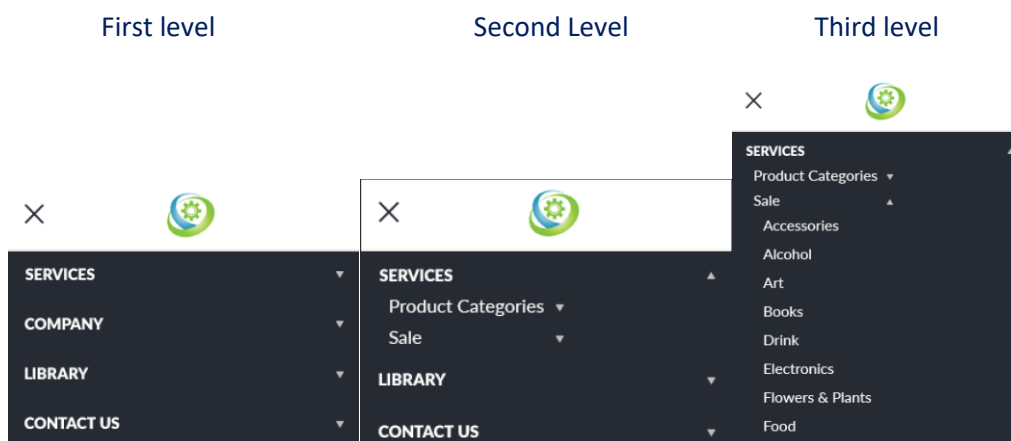 First level
Second Level
Third level
SERVICES
COMPANY
LIBRARY
CONTACT US
SERVICES
Product Categories
Sale
LIBRARY
CONTACT US
SERVICES
Product Categories
Sale
Accessories
Alcohol
Art
Books
Drink
Electronics
Flowers & Plants
Food